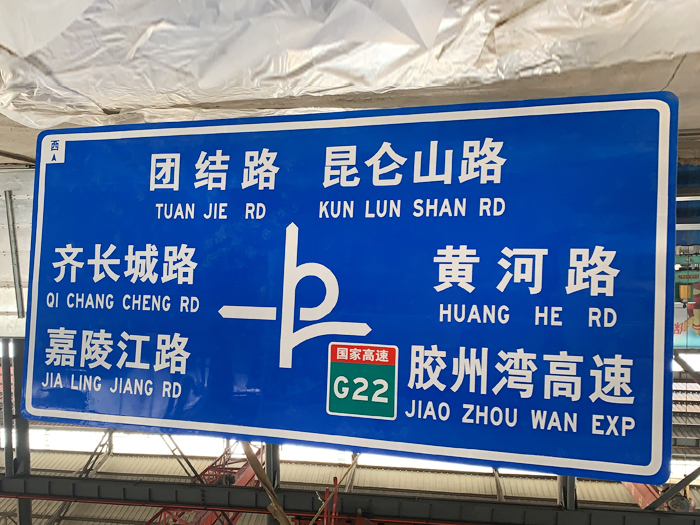 西
团结路 昆仑山路
TUAN JIE RD KUN LUN SHAN RD
齐长城路
QI CHANG CHENG RD
黄河路
HUANG HE RD
嘉陵江路
JIA LING JIANG RD
国家高速
G22
胶州湾高速
JIAO ZHOU WAN EXP